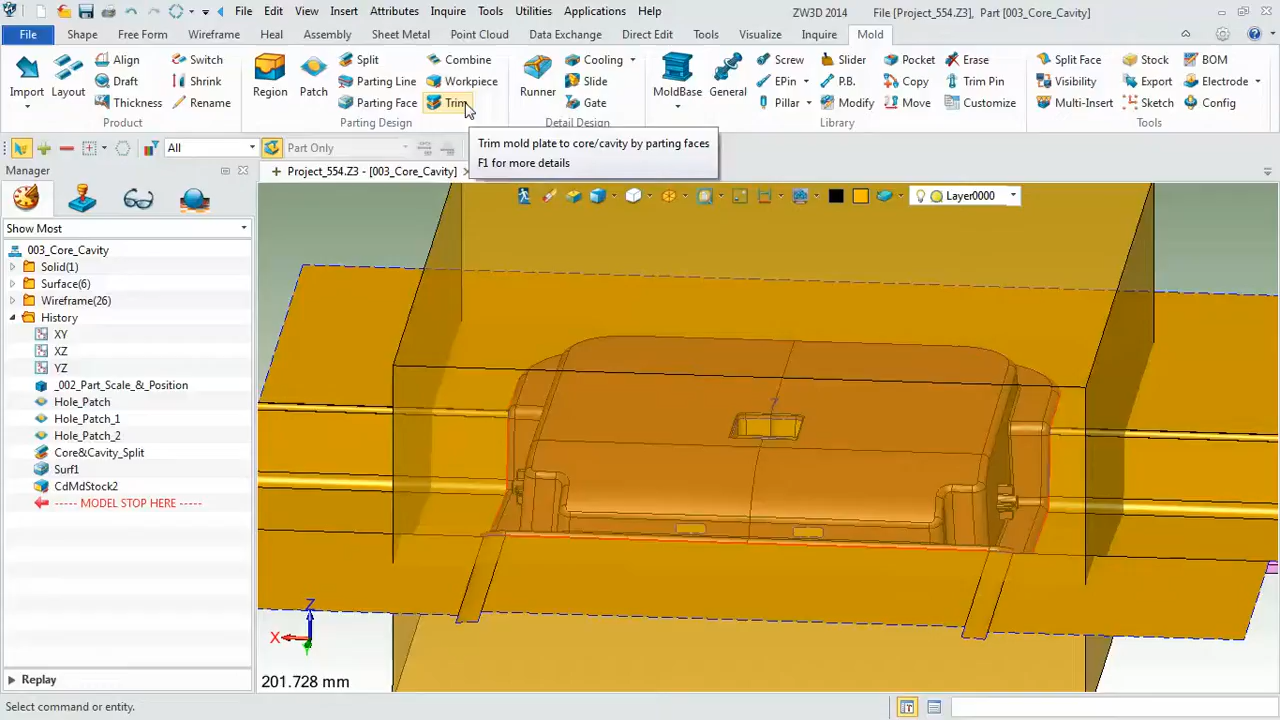 File Edit View Insert Attributes Inquire Tools Utilities Applications Help ZW3D 2014 File [Project_554.Z3], Part [003_Core_Cavity]
File Shape Free Form Wireframe Heal Assembly Sheet Metal Point Cloud Data Exchange Direct Edit Tools Visualize Inquire Mold
Align Switch Split Combine Cooling Screw Slider Pocket Erase Split Face Stock BOM
Import Layout Draft Shrink Region Patch Parting Line Workpiece Runner Slide MoldBase General EPin P.B. Copy Trim Pin Visibility Export Electrode
Thickness Rename Parting Face Trim Gate Pillar Modify Move Customize Multi-Insert Sketch Config
Product Parting Design Detail Design Library Tools
All Part Only
Trim mold plate to core/cavity by parting faces
F1 for more details
Manager
Project_554.Z3 - [003_Core_Cavity]
Layer0000
Show Most
003_Core_Cavity
Solid(1)
Surface(6)
Wireframe(26)
History
XY
XZ
YZ
_002_Part_Scale_&_Position
Hole_Patch
Hole_Patch_1
Hole_Patch_2
Core&Cavity_Split
Surf1
CdMdStock2
----- MODEL STOP HERE -----
Z
X
Replay
201.728 mm
Select command or entity.